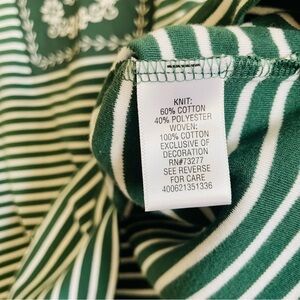 KNIT:
60% COTTON
40% POLYESTER
WOVEN:
100% COTTON
EXCLUSIVE OF
DECORATION
RN#73277
SEE REVERSE
FOR CARE
400621351336